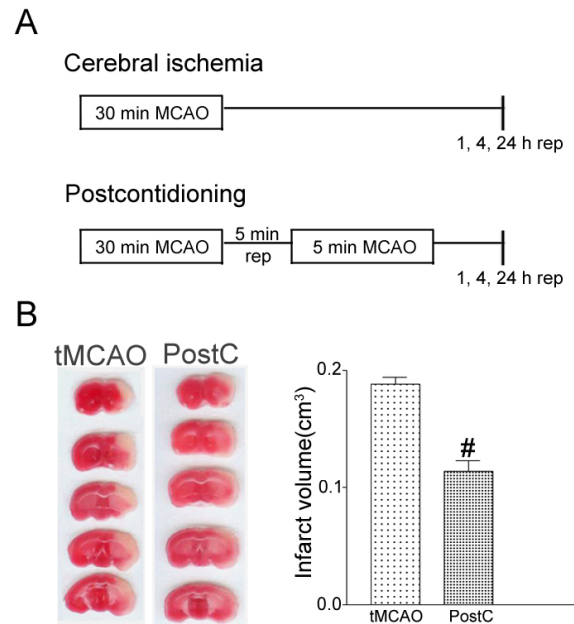 A
Cerebral ischemia
30 min MCAO
1, 4, 24 h rep
Postcontidioning
30 min MCAO
5 min
rep
5 min MCAO
1, 4, 24 h rep
B
tMCAO PostC
Infarct volume(cm³)
0.2
0.1
0.0
#
tMCAO PostC